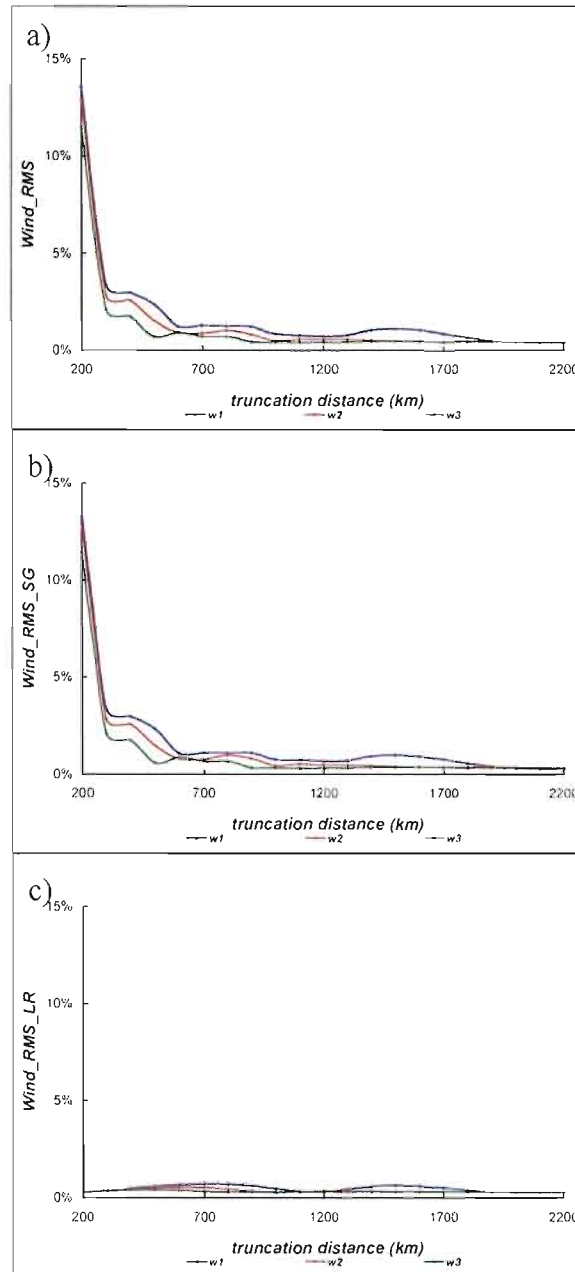 a)
15%
10%
Wind_RMS
5%
0%
200 700 1200 1700 2200
truncation distance (km)
w1 w2 w3
b)
15%
10%
Wind_RMS_SG
5%
0%
200 700 1200 1700 2200
truncation distance (km)
w1 w2 w3
c)
15%
10%
Wind_RMS_LR
5%
0%
200 700 1200 1700 2200
truncation distance (km)
w1 w2 w3